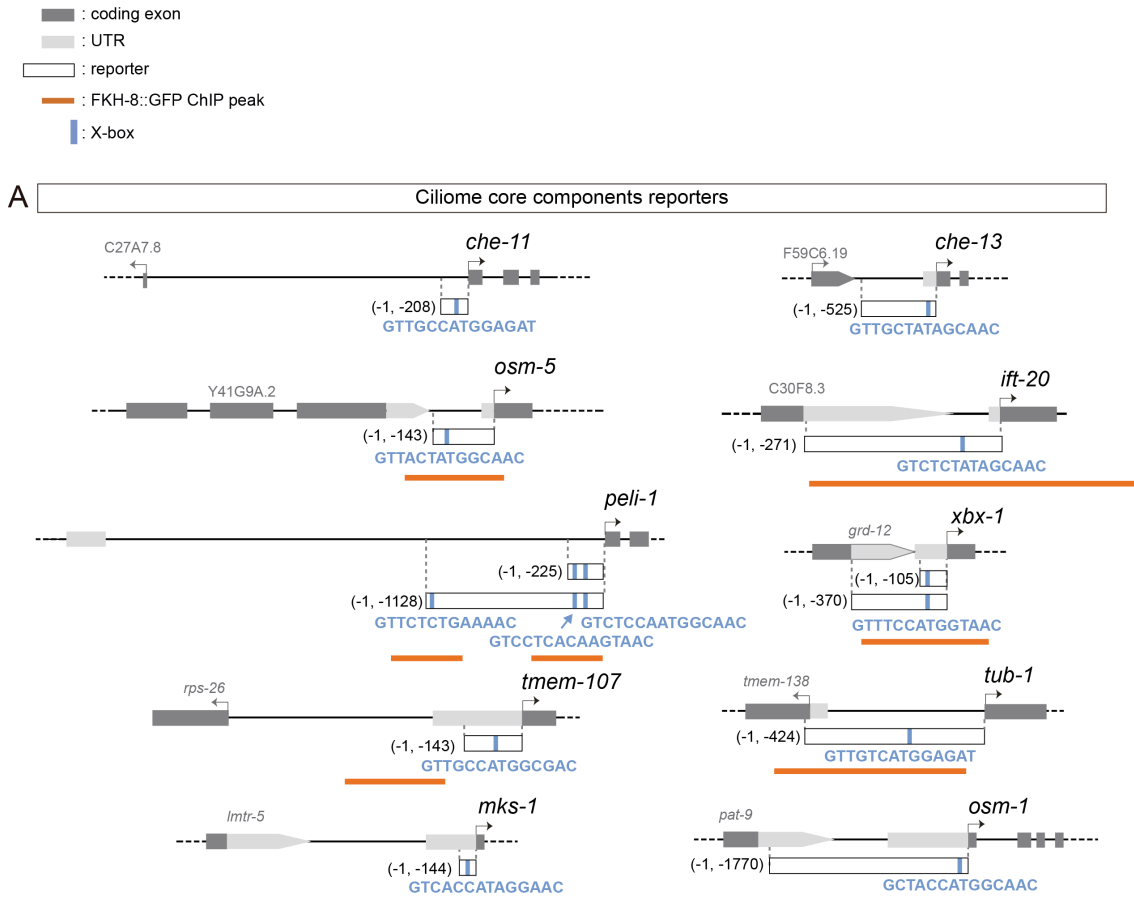 : coding exon
: UTR
: reporter
: FKH-8::GFP ChIP peak
: X-box
A
Ciliome core components reporters
C27A7.8
che-11
(-1, -208)
GTTGCCATGGAGAT
F59C6.19
che-13
(-1, -525)
GTTGCTATAGCAAC
Y41G9A.2
osm-5
(-1, -143)
GTTACTATGGCAAC
C30F8.3
ift-20
(-1, -271)
GTCTCTATAGCAAC
peli-1
(-1, -225)
(-1, -1128)
GTTCTCTGAAAAC
GTCTCCAATGGCAAC
GTCCTCACAAGTAAC
grd-12
xbx-1
(-1, -105)
(-1, -370)
GTTTCCATGGTAAC
rps-26
tmem-107
(-1, -143)
GTTGCCATGGCGAC
tmem-138
tub-1
(-1, -424)
GTTGTCATGGAGAT
lmtr-5
mks-1
(-1, -144)
GTCACCATAGGAAC
pat-9
osm-1
(-1, -1770)
GCTACCATGGCAAC